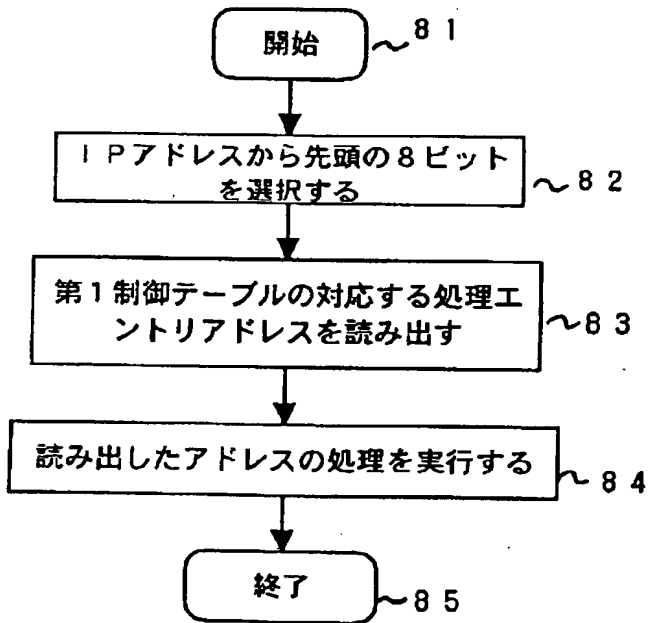 開始
~81
IPアドレスから先頭の8ビット
を選択する
~82
第1制御テーブルの対応する処理エ
ントリアドレスを読み出す
~83
読み出したアドレスの処理を実行する
~84
終了
~85